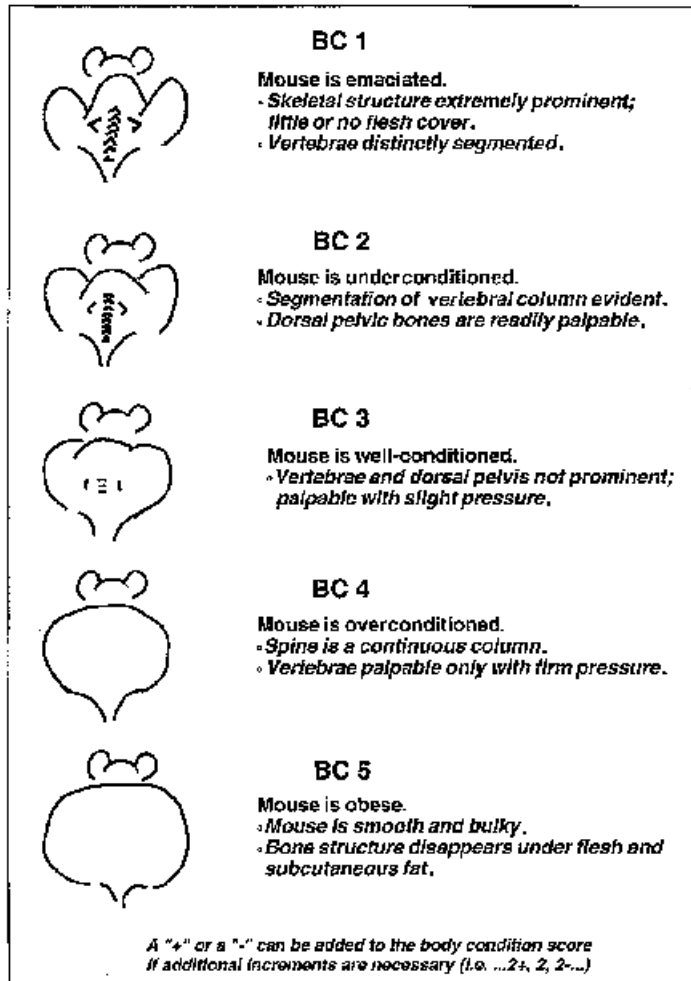 BC 1
Mouse is emaciated.
◦ Skeletal structure extremely prominent;
little or no flesh cover.
◦ Vertebrae distinctly segmented.
BC 2
Mouse is underconditioned.
◦ Segmentation of vertebral column evident.
◦ Dorsal pelvic bones are readily palpable.
BC 3
Mouse is well-conditioned.
◦ Vertebrae and dorsal pelvis not prominent;
palpable with slight pressure.
BC 4
Mouse is overconditioned.
◦ Spine is a continuous column.
◦ Vertebrae palpable only with firm pressure.
BC 5
Mouse is obese.
◦ Mouse is smooth and bulky.
◦ Bone structure disappears under flesh and
subcutaneous fat.
A "+" or a "-" can be added to the body condition score
if additional increments are necessary (i.e. ...2+, 2, 2-...)